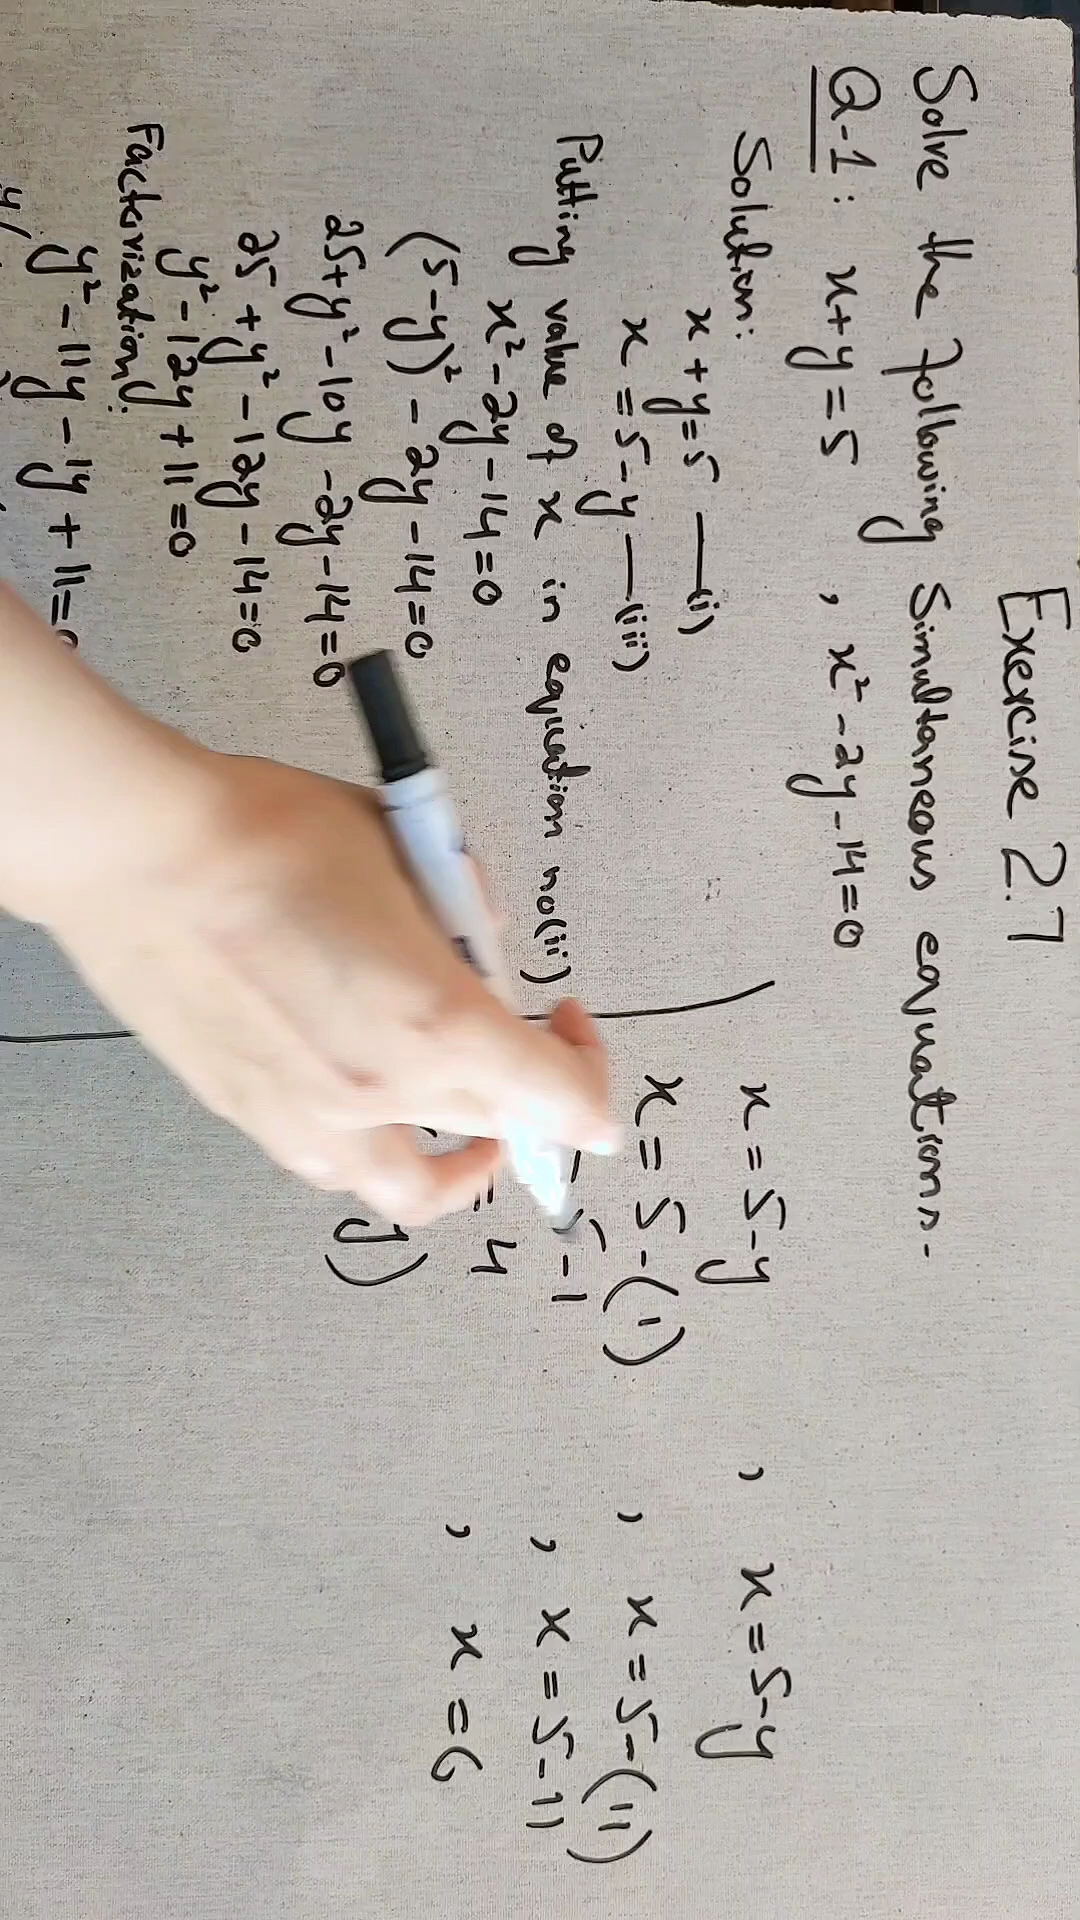 Exercise 2.7
Solve the following Simultaneous equations.
Q-1: x+y=5 , x²-2y-14=0
Solution:
x+y=5 —(i)
x=5-y —(iii)
Putting value of x in equation no(ii)
x²-2y-14=0
(5-y)²-2y-14=0
25+y²-10y-2y-14=0
25+y²-12y-14=0
y²-12y+11=0
Factorization:
y²-11y-1y+11=0
x=5-y , x=5-y
x=5-(1) , x=5-(11)
=5-1 , x=5-11
=4 , x=6
y)